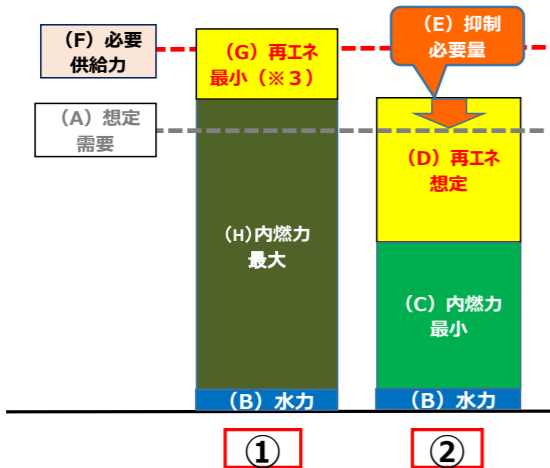 （F）必要
供給力
（A）想定
需要
（G）再エネ
最小（※３）
（H）内燃力
最大
（B）水力
①
（E）抑制
必要量
（D）再エネ
想定
（C）内燃力
最小
（B）水力
②